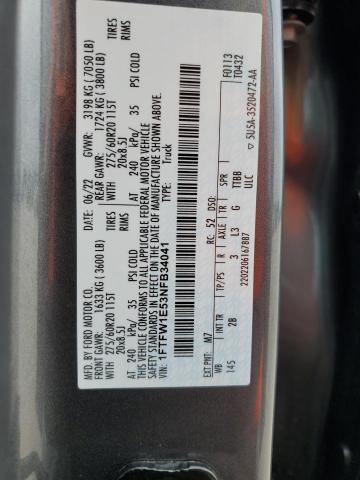 MFD. BY FORD MOTOR CO.
DATE: 06/22 GVWR: 3198 KG (7050 LB)
FRONT GAWR: 1633 KG (3600 LB) REAR GAWR: 1724 KG (3800 LB)
WITH 275/60R20 115T TIRES WITH 275/60R20 115T TIRES
20x8.5J RIMS 20x8.5J RIMS
AT 240 kPa/ 35 PSI COLD AT 240 kPa/ 35 PSI COLD
THIS VEHICLE CONFORMS TO ALL APPLICABLE FEDERAL MOTOR VEHICLE
SAFETY STANDARDS IN EFFECT ON THE DATE OF MANUFACTURE SHOWN ABOVE.
VIN: 1FTFW1E53NFB34041
TYPE: Truck
F0113
T0432
EXT PNT: M7 RC: 52 DSO:
WB INT TR TP/PS R AXLE TR SPR
145 2B 3 L3 G TTBB
ULC
2202206167887
▽ 5U5A-3520472-AA